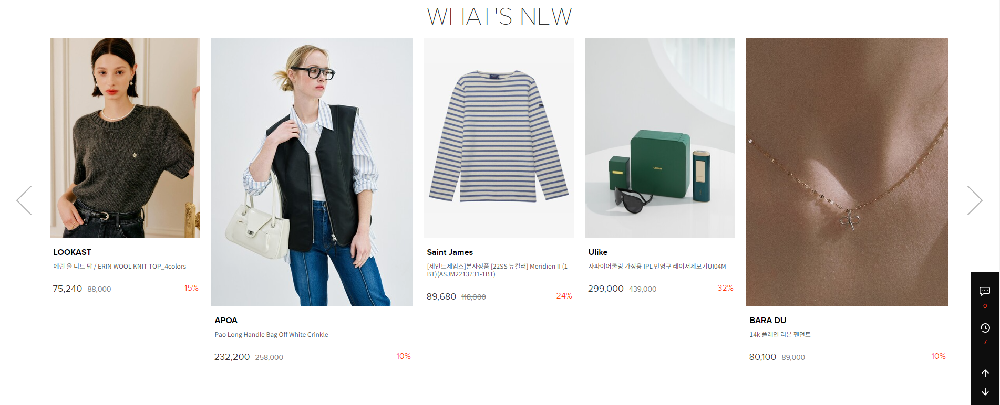 WHAT'S NEW
LOOKAST
에린 울 니트 탑 / ERIN WOOL KNIT TOP_4colors
75,240 88,000 15%
APOA
Pao Long Handle Bag Off White Crinkle
232,200 258,000 10%
Saint James
[세인트제임스]본사정품 [22SS 뉴컬러] Meridien II (1
BT)(ASJM2213731-1BT)
89,680 118,000 24%
Ulike
사파이어쿨링 가정용 IPL 반영구 레이저제모기UI04M
299,000 439,000 32%
BARA DU
14k 플레인 리본 펜던트
80,100 89,000 10%
0
7